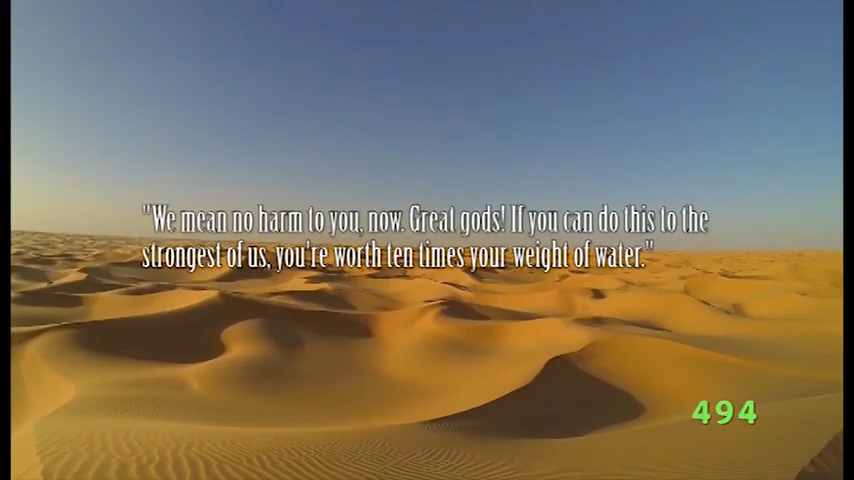 "We mean no harm to you, now. Great gods! If you can do this to the
strongest of us, you're worth ten times your weight of water."
494